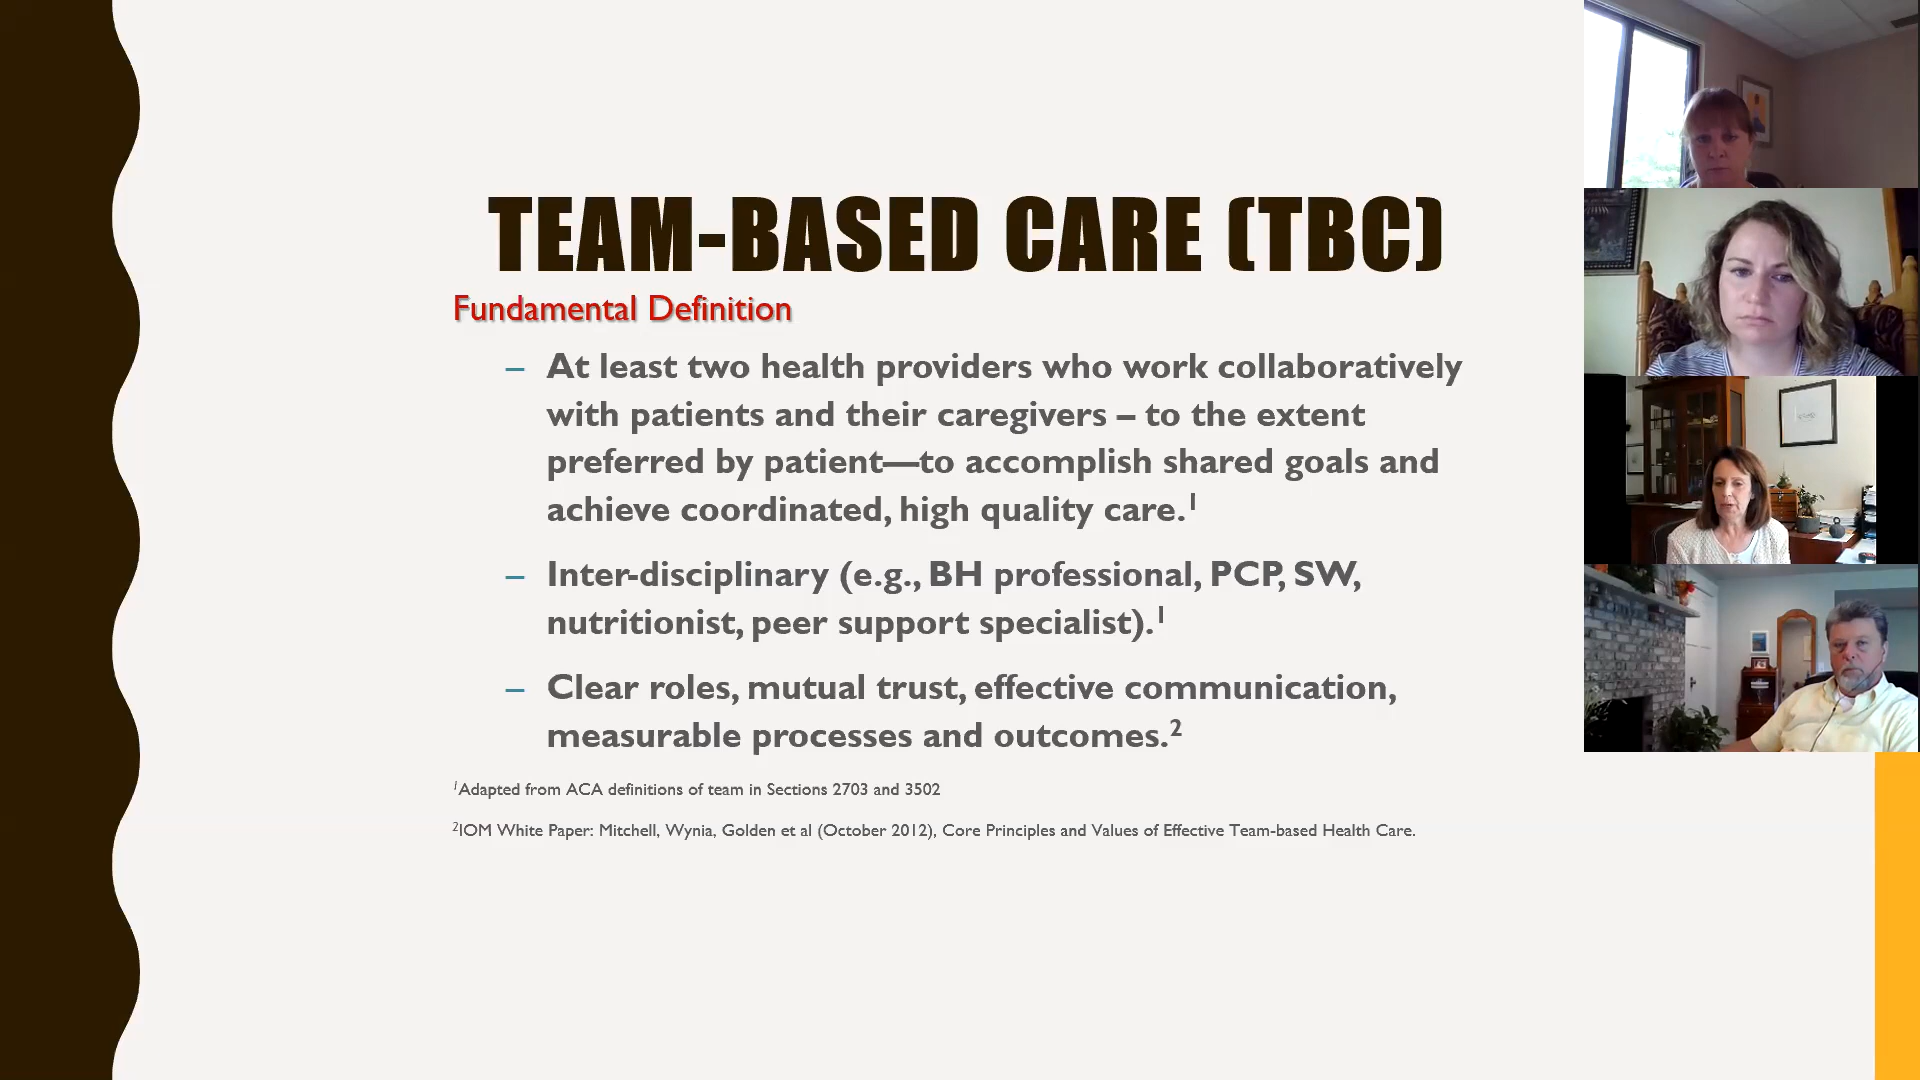 TEAM-BASED CARE (TBC)
Fundamental Definition
– At least two health providers who work collaboratively
with patients and their caregivers – to the extent
preferred by patient—to accomplish shared goals and
achieve coordinated, high quality care.¹
– Inter-disciplinary (e.g., BH professional, PCP, SW,
nutritionist, peer support specialist).¹
– Clear roles, mutual trust, effective communication,
measurable processes and outcomes.²
¹Adapted from ACA definitions of team in Sections 2703 and 3502
²IOM White Paper: Mitchell, Wynia, Golden et al (October 2012), Core Principles and Values of Effective Team-based Health Care.